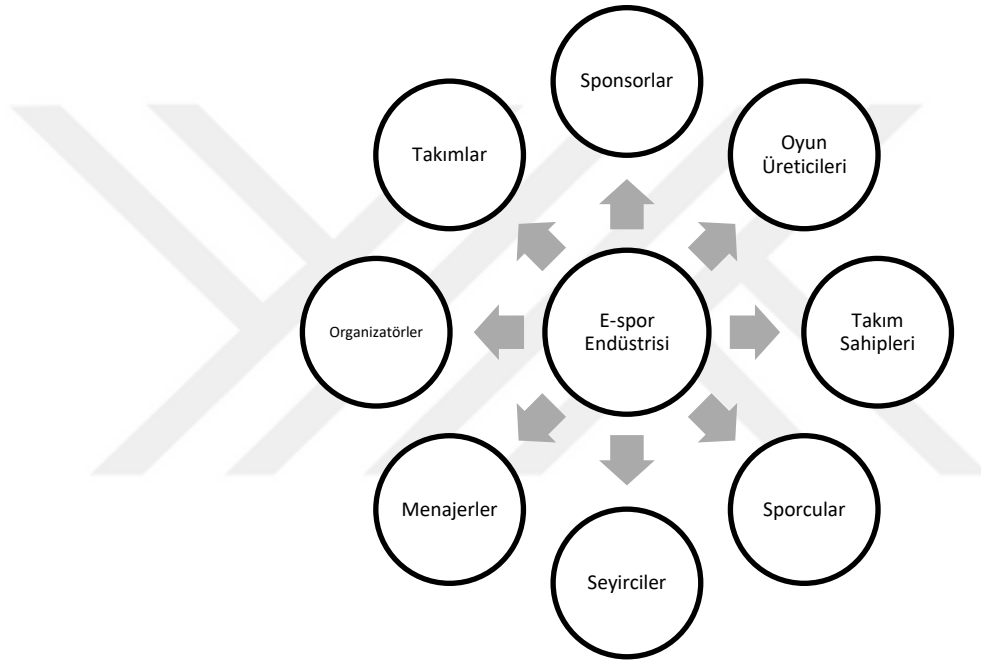 Sponsorlar
Oyun
Üreticileri
Takım
Sahipleri
Sporcular
Seyirciler
Menajerler
Organizatörler
Takımlar
E-spor
Endüstrisi